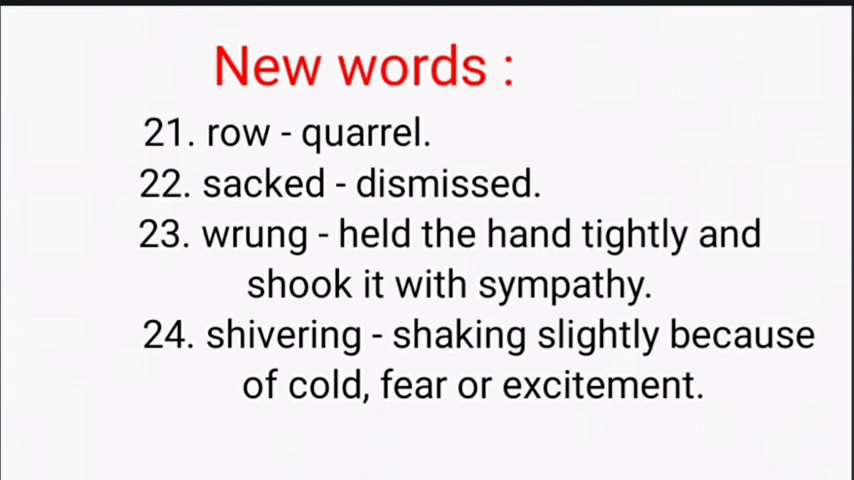 New words :
21. row - quarrel.
22. sacked - dismissed.
23. wrung - held the hand tightly and
shook it with sympathy.
24. shivering - shaking slightly because
of cold, fear or excitement.